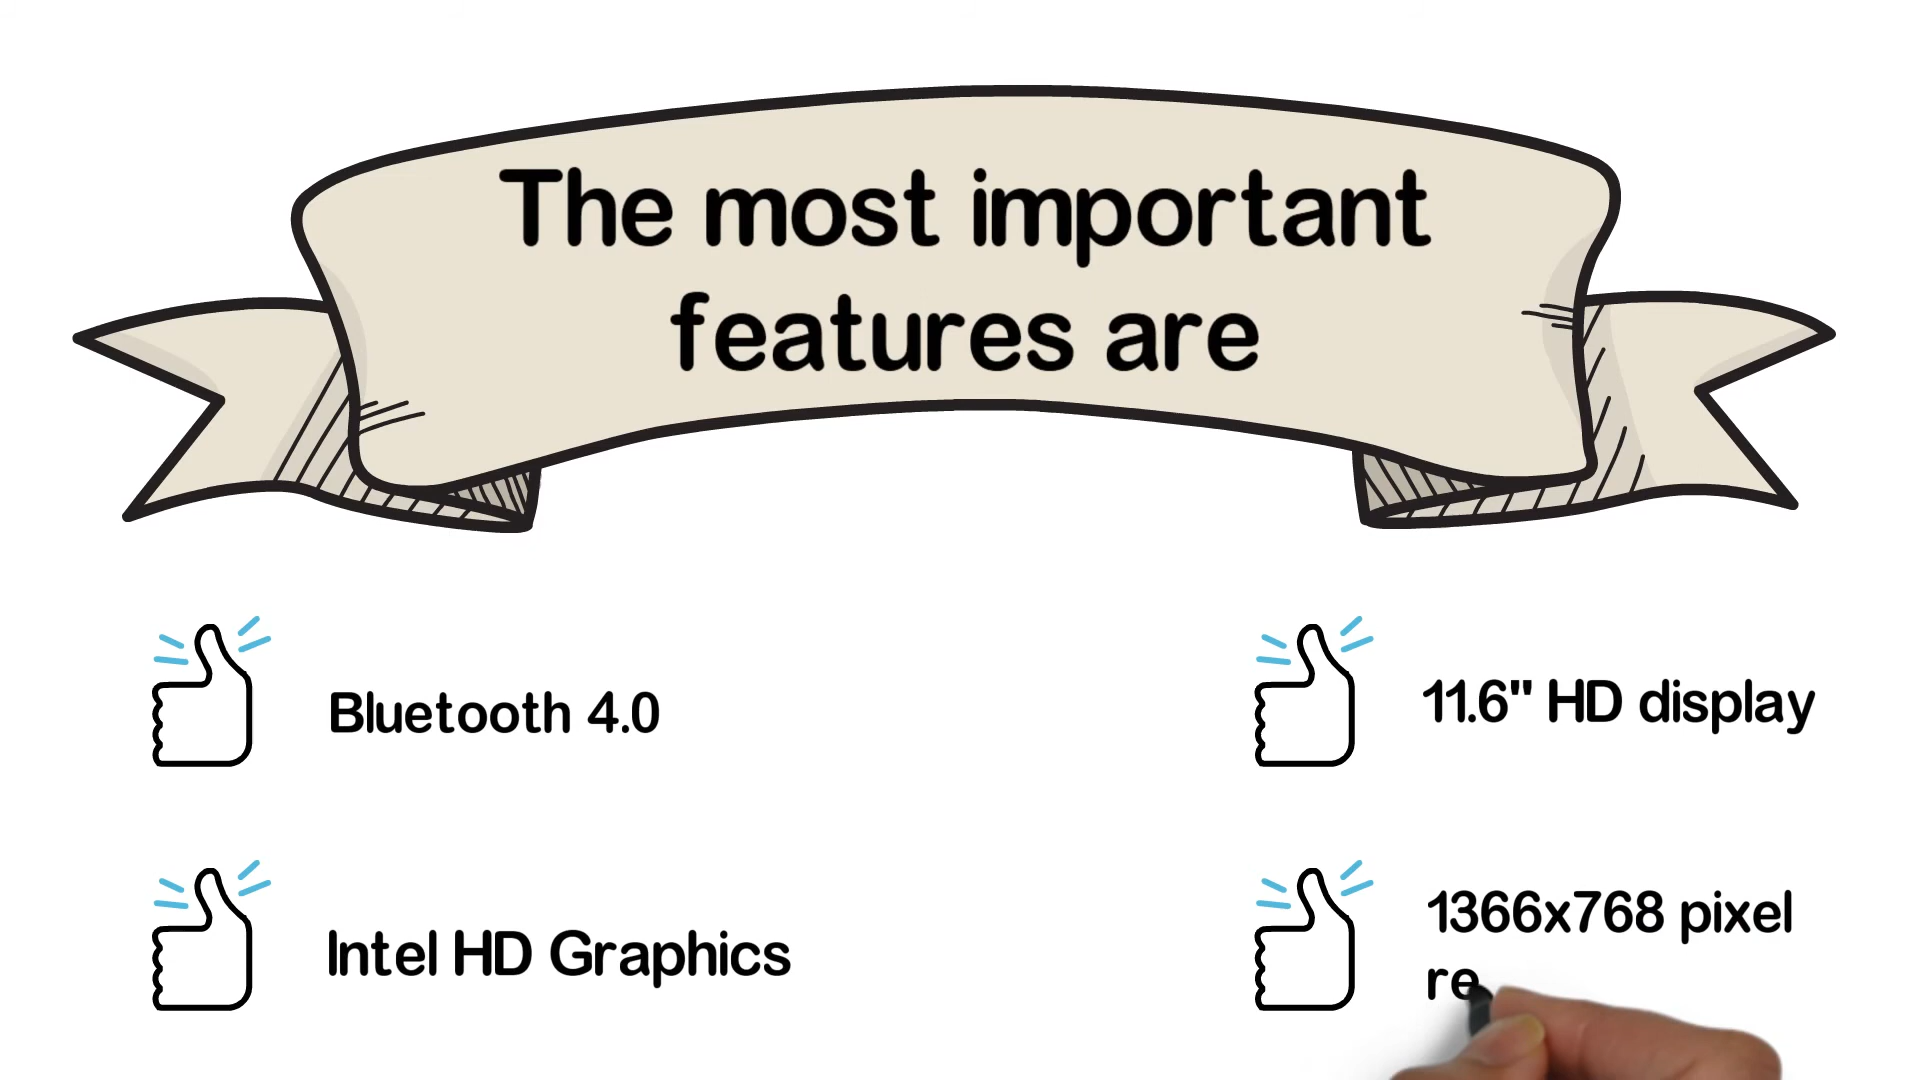 The most important
features are
Bluetooth 4.0
11.6" HD display
Intel HD Graphics
1366x768 pixel
re